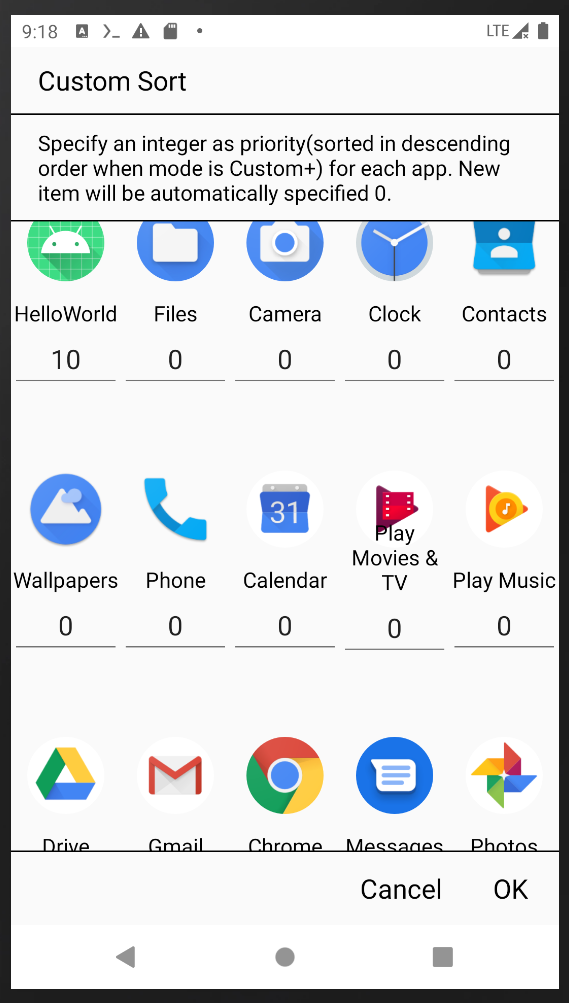 9:18
LTE
Custom Sort
Specify an integer as priority(sorted in descending
order when mode is Custom+) for each app. New
item will be automatically specified 0.
HelloWorld Files Camera Clock Contacts
10 0 0 0 0
31
Play
Movies &
Wallpapers Phone Calendar TV Play Music
0 0 0 0 0
Drive Gmail Chrome Messages Photos
Cancel OK